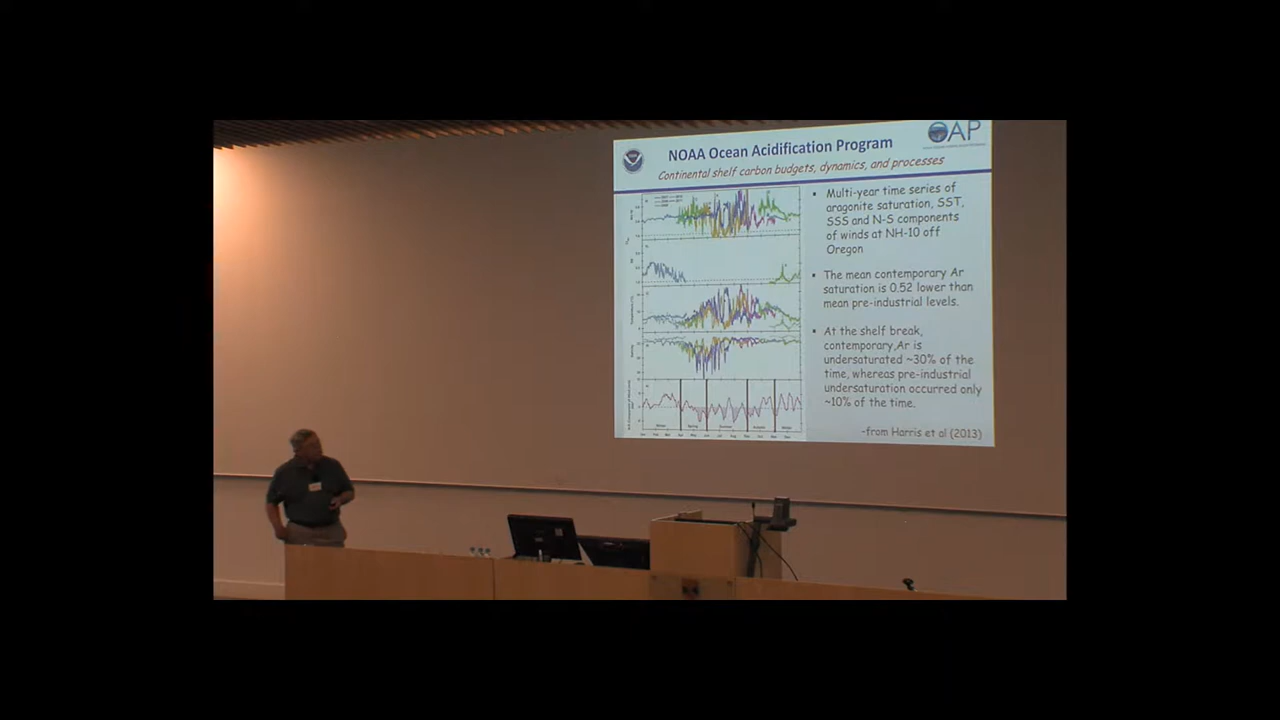 OAP
NOAA Ocean Acidification Program
Continental shelf carbon budgets, dynamics, and processes
• Multi-year time series of
aragonite saturation, SST,
SSS and N-S components
of winds at NH-10 off
Oregon
• The mean contemporary Ar
saturation is 0.52 lower than
mean pre-industrial levels.
• At the shelf break,
contemporary,Ar is
undersaturated ~30% of the
time, whereas pre-industrial
undersaturation occurred only
~10% of the time.
-from Harris et al (2013)